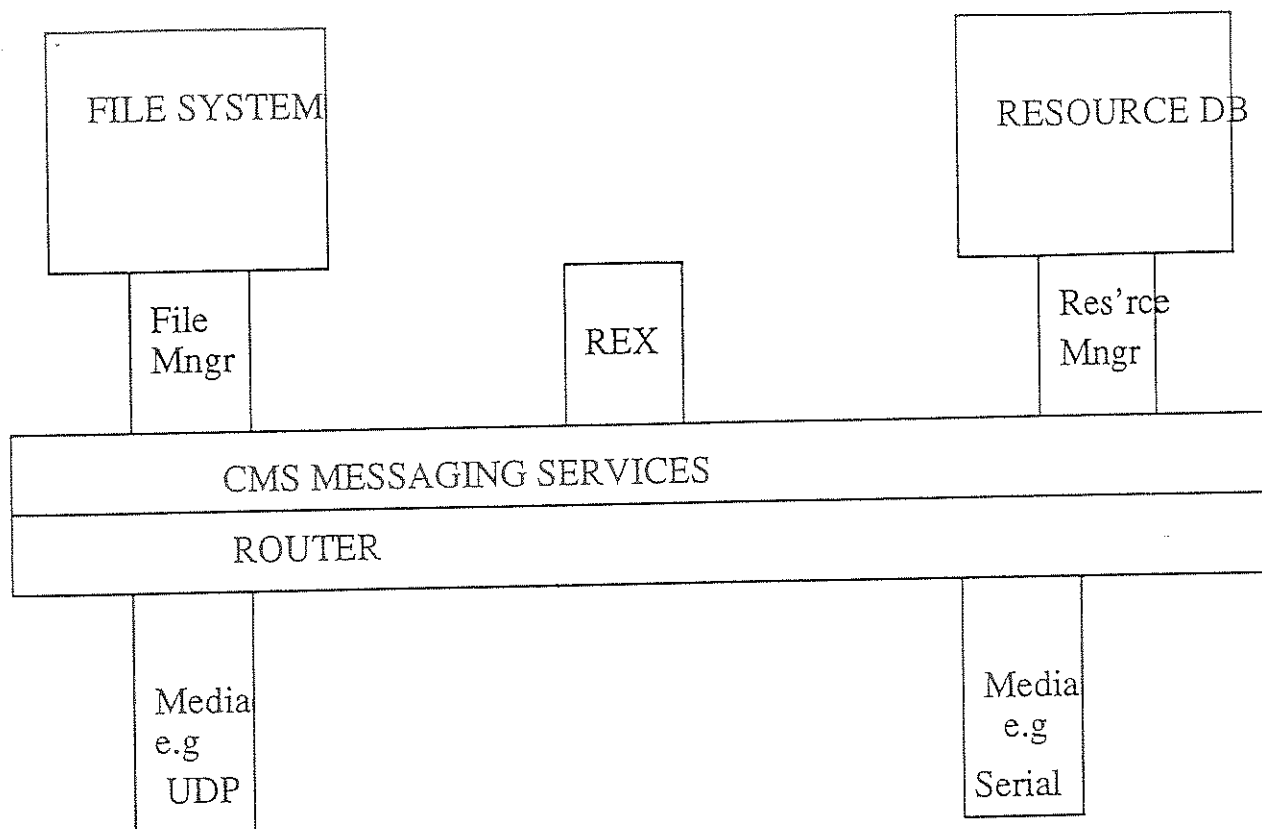 FILE SYSTEM
RESOURCE DB
File
Mngr
REX
Res'rce
Mngr
CMS MESSAGING SERVICES
ROUTER
Media
e.g
UDP
Media
e.g
Serial